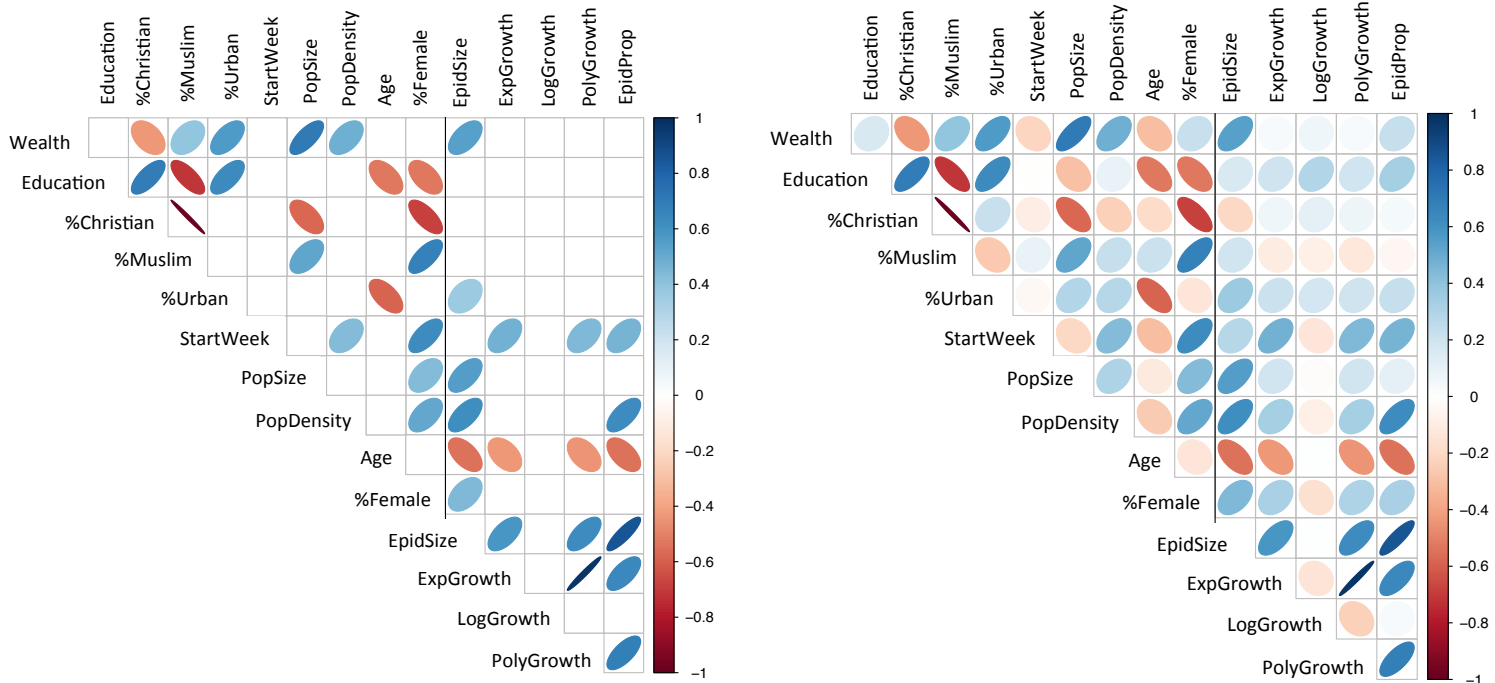 Education %Christian %Muslim %Urban StartWeek PopSize PopDensity Age %Female EpidSize ExpGrowth LogGrowth PolyGrowth EpidProp
Wealth
Education
%Christian
%Muslim
%Urban
StartWeek
PopSize
PopDensity
Age
%Female
EpidSize
ExpGrowth
LogGrowth
PolyGrowth
1
0.8
0.6
0.4
0.2
0
−0.2
−0.4
−0.6
−0.8
−1
Education %Christian %Muslim %Urban StartWeek PopSize PopDensity Age %Female EpidSize ExpGrowth LogGrowth PolyGrowth EpidProp
Wealth
Education
%Christian
%Muslim
%Urban
StartWeek
PopSize
PopDensity
Age
%Female
EpidSize
ExpGrowth
LogGrowth
PolyGrowth
1
0.8
0.6
0.4
0.2
0
−0.2
−0.4
−0.6
−0.8
−1